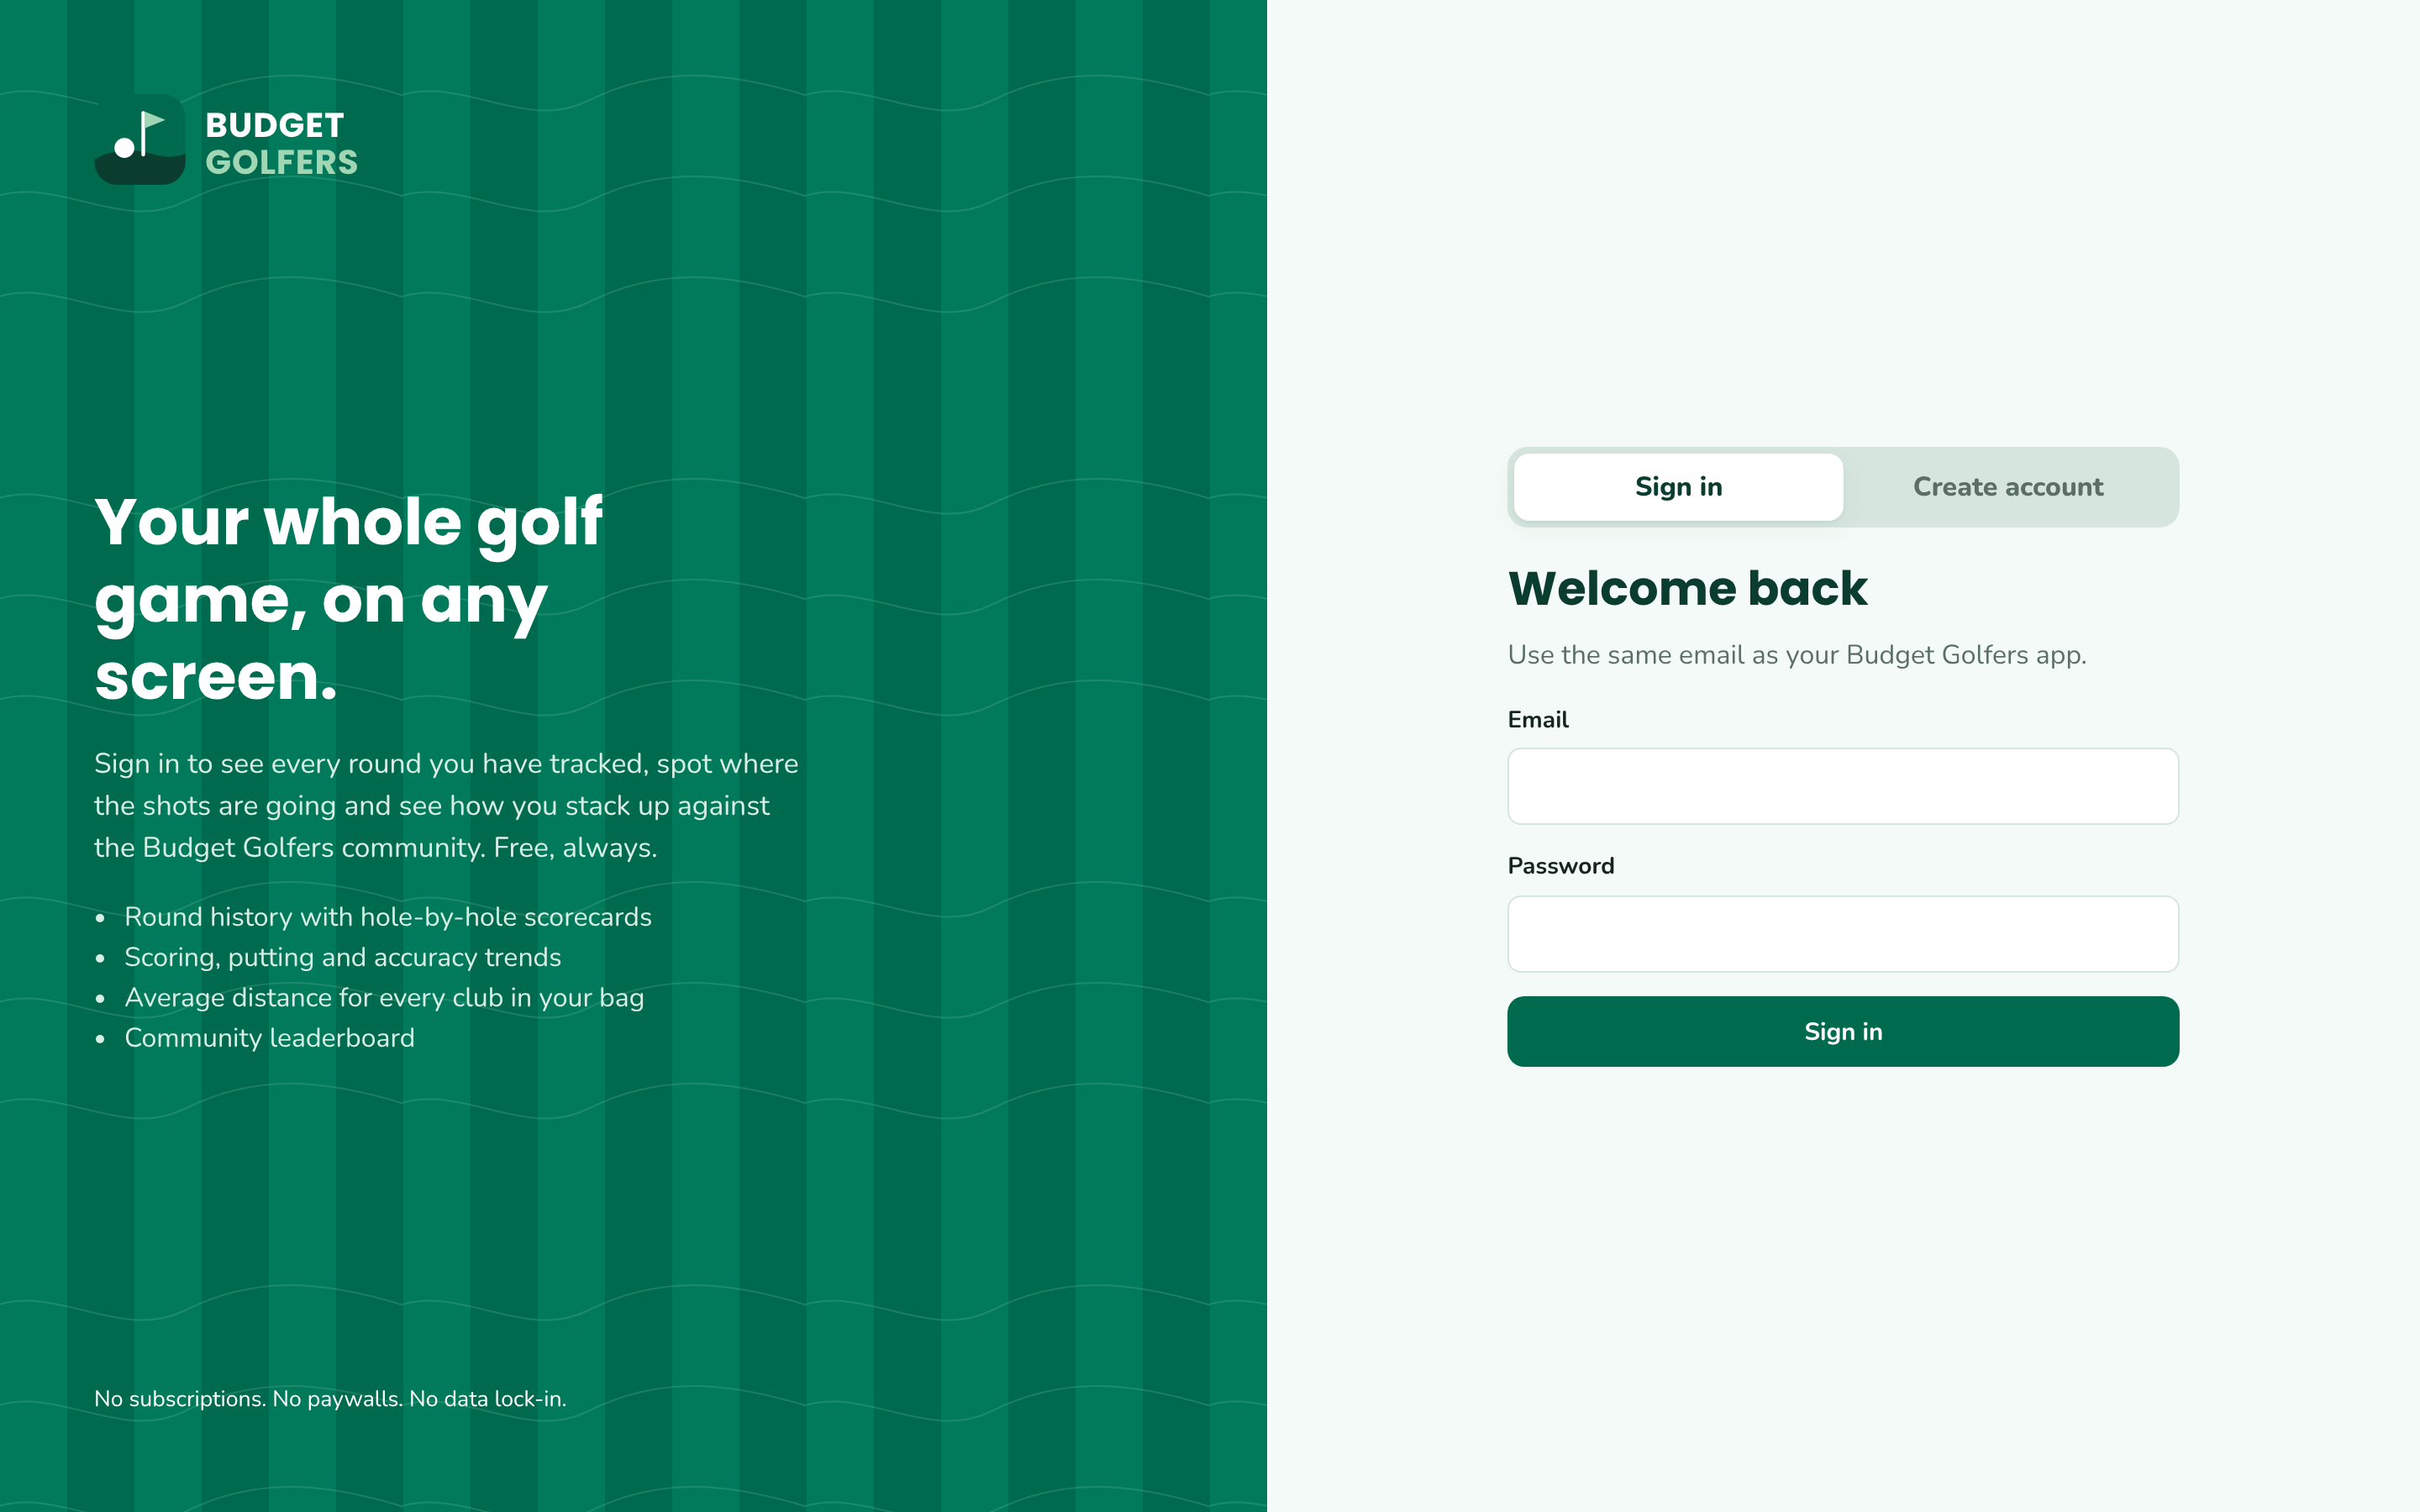 BUDGET
GOLFERS
Your whole golf
game, on any
screen.
Sign in to see every round you have tracked, spot where
the shots are going and see how you stack up against
the Budget Golfers community. Free, always.
• Round history with hole-by-hole scorecards
• Scoring, putting and accuracy trends
• Average distance for every club in your bag
• Community leaderboard
No subscriptions. No paywalls. No data lock-in.
Sign in
Create account
Welcome back
Use the same email as your Budget Golfers app.
Email
Password
Sign in